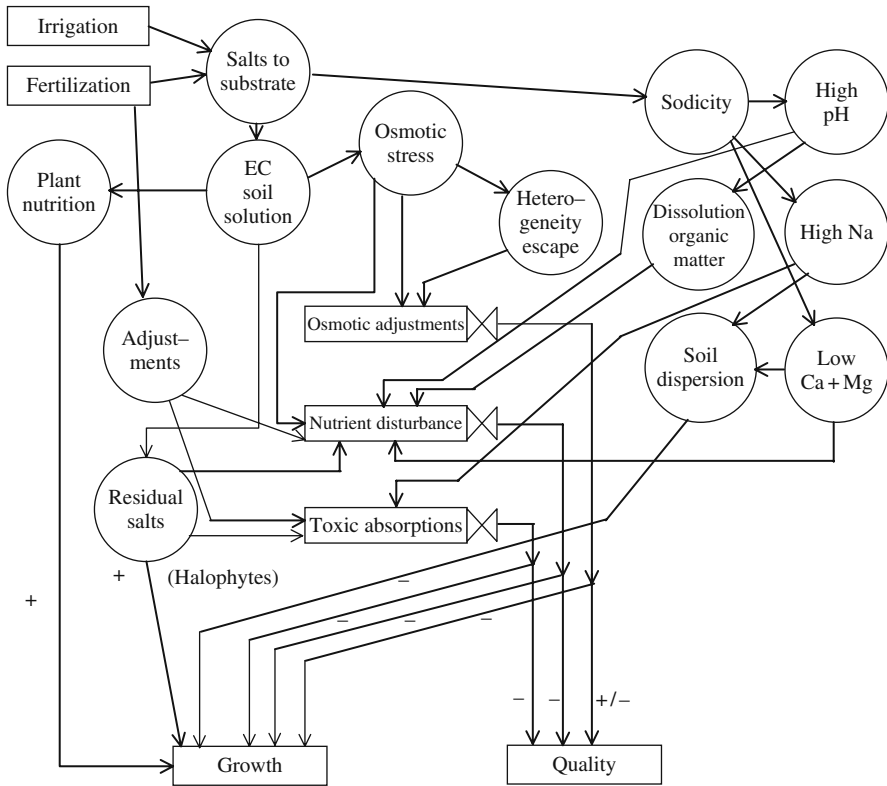 Irrigation
Fertilization
Salts to
substrate
Sodicity
High
pH
Osmotic
stress
Plant
nutrition
EC
soil
solution
Hetero–
geneity
escape
Dissolution
organic
matter
High Na
Osmotic adjustments
Adjust–
ments
Soil
dispersion
Low
Ca + Mg
Nutrient disturbance
Residual
salts
Toxic absorptions
+
(Halophytes)
–
+
–
–
–
–
–
+/–
Growth
Quality